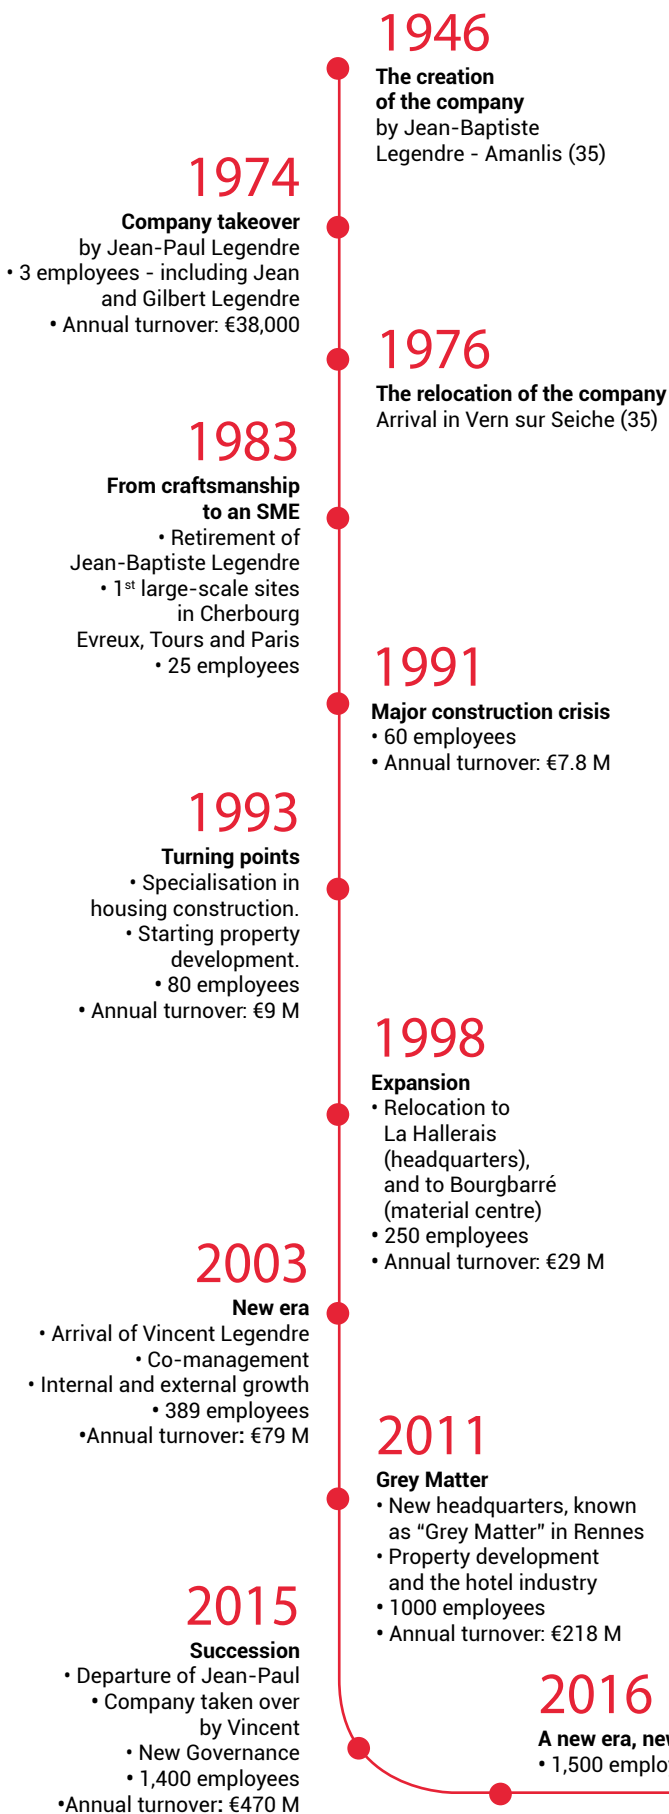 1946
The creation
of the company
by Jean-Baptiste
Legendre - Amanlis (35)
1974
Company takeover
by Jean-Paul Legendre
• 3 employees - including Jean
and Gilbert Legendre
• Annual turnover: €38,000
1976
The relocation of the company
Arrival in Vern sur Seiche (35)
1983
From craftsmanship
to an SME
• Retirement of
Jean-Baptiste Legendre
• 1st large-scale sites
in Cherbourg
Evreux, Tours and Paris
• 25 employees
1991
Major construction crisis
• 60 employees
• Annual turnover: €7.8 M
1993
Turning points
• Specialisation in
housing construction.
• Starting property
development.
• 80 employees
• Annual turnover: €9 M
1998
Expansion
• Relocation to
La Hallerais
(headquarters),
and to Bourgbarré
(material centre)
• 250 employees
• Annual turnover: €29 M
2003
New era
• Arrival of Vincent Legendre
• Co-management
• Internal and external growth
• 389 employees
•Annual turnover: €79 M
2011
Grey Matter
• New headquarters, known
as “Grey Matter” in Rennes
• Property development
and the hotel industry
• 1000 employees
• Annual turnover: €218 M
2015
Succession
• Departure of Jean-Paul
• Company taken over
by Vincent
• New Governance
• 1,400 employees
•Annual turnover: €470 M
2016
A new era,
• 1,500